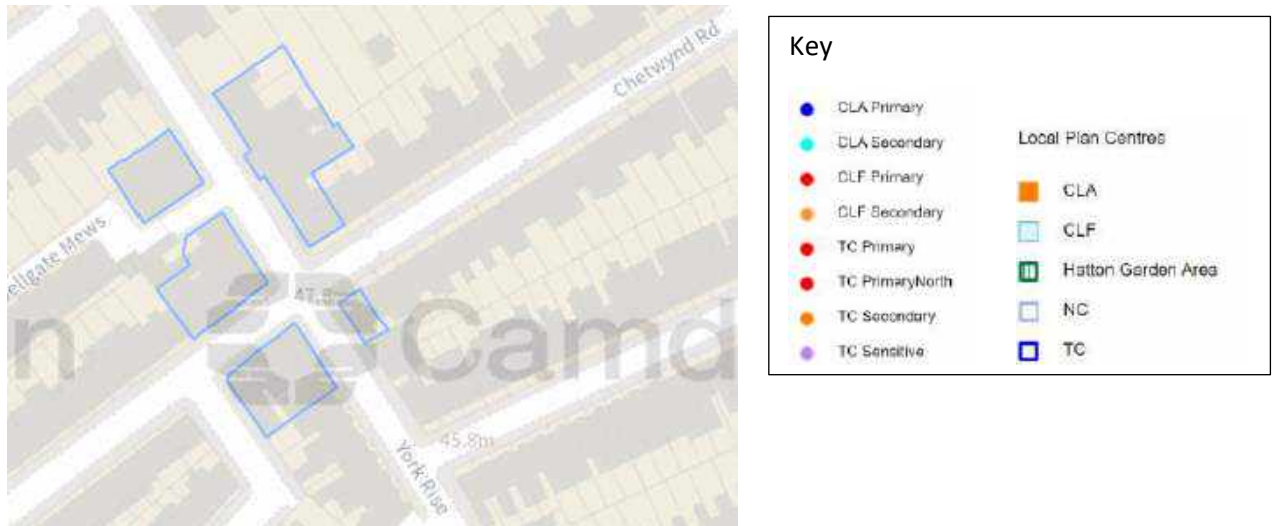 Chetwynd Rd
ellgate Mews
47.8m
n Camd
45.8m
York Rise
Key
CLA Primary
CLA Secondary
CLF Primary
CLF Secondary
TC Primary
TC PrimaryNorth
TC Secondary
TC Sensitive
Local Plan Centres
CLA
CLF
Hatton Garden Area
NC
TC